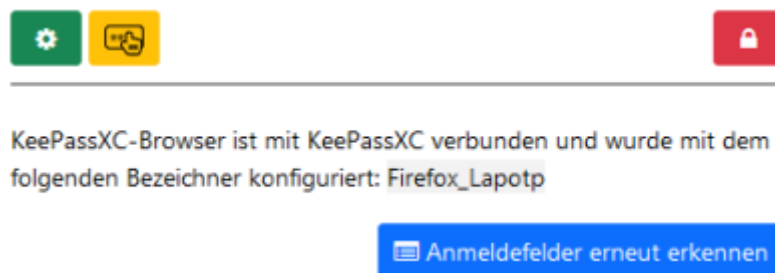 KeePassXC-Browser ist mit KeePassXC verbunden und wurde mit dem
folgenden Bezeichner konfiguriert: Firefox_Lapotp
Anmeldefelder erneut erkennen